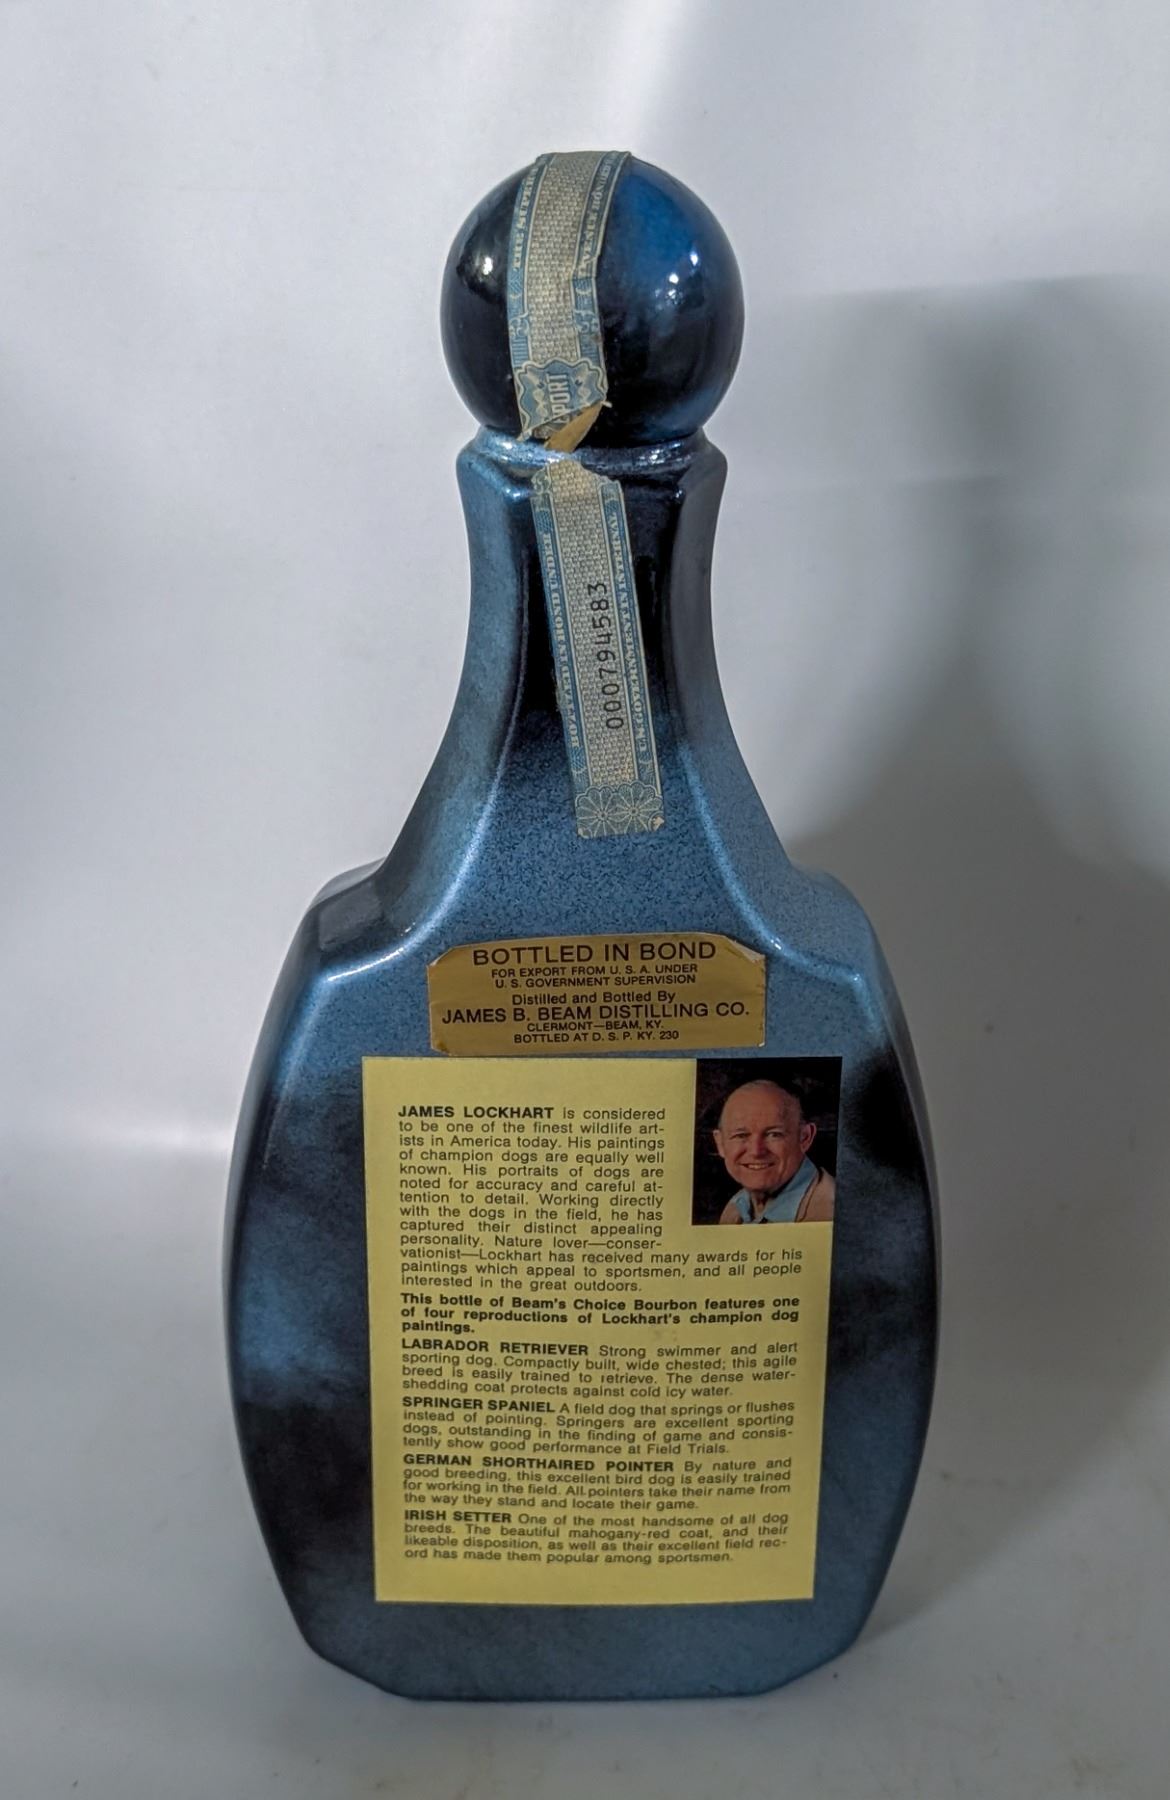 THE SUPER
REVENUE BONDED
PORT
BOTTLED IN BOND UNDER
000794583
U.S. GOVERNMENT INTERNAL
BOTTLED IN BOND
FOR EXPORT FROM U. S. A. UNDER
U. S. GOVERNMENT SUPERVISION
Distilled and Bottled By
JAMES B. BEAM DISTILLING CO.
CLERMONT—BEAM, KY.
BOTTLED AT D. S. P. KY. 230
JAMES LOCKHART is considered
to be one of the finest wildlife art-
ists in America today. His paintings
of champion dogs are equally well
known. His portraits of dogs are
noted for accuracy and careful at-
tention to detail. Working directly
with the dogs in the field, he has
captured their distinct appealing
personality. Nature lover—conser-
vationist—Lockhart has received many awards for his
paintings which appeal to sportsmen, and all people
interested in the great outdoors.
This bottle of Beam's Choice Bourbon features one
of four reproductions of Lockhart's champion dog
paintings.
LABRADOR RETRIEVER Strong swimmer and alert
sporting dog. Compactly built, wide chested; this agile
breed is easily trained to retrieve. The dense water-
shedding coat protects against cold icy water.
SPRINGER SPANIEL A field dog that springs or flushes
instead of pointing. Springers are excellent sporting
dogs, outstanding in the finding of game and consis-
tently show good performance at Field Trials.
GERMAN SHORTHAIRED POINTER By nature and
good breeding, this excellent bird dog is easily trained
for working in the field. All pointers take their name from
the way they stand and locate their game.
IRISH SETTER One of the most handsome of all dog
breeds. The beautiful mahogany-red coat, and their
likeable disposition, as well as their excellent field rec-
ord has made them popular among sportsmen.